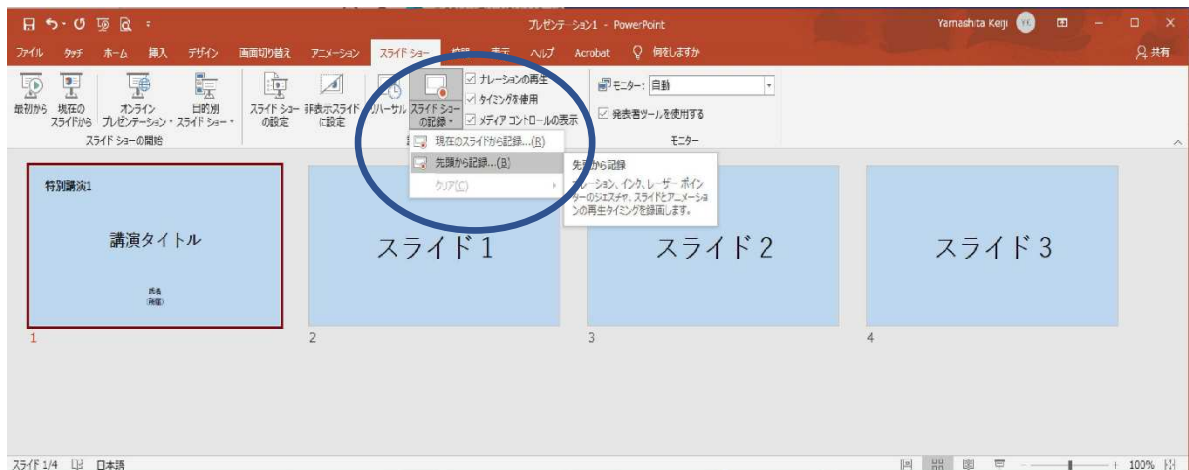 プレゼンテーション1 - PowerPoint
Yamashita Keiji
YK
ファイル タッチ ホーム 挿入 デザイン 画面切り替え アニメーション スライド ショー 校閲 表示 ヘルプ Acrobat 何をしますか
共有
最初から
現在の
スライドから
オンライン
プレゼンテーション
目的別
スライド ショー
スライド ショーの開始
スライド ショー
の設定
非表示スライド
に設定
リハーサル
スライド ショー
の記録
ナレーションの再生
タイミングを使用
メディア コントロールの表示
モニター: 自動
発表者ツールを使用する
モニター
現在のスライドから記録...(R)
先頭から記録...(B)
クリア(C)
先頭から記録
ナレーション、インク、レーザー ポイン
ターのジェスチャ、スライドとアニメーショ
ンの再生タイミングを録画します。
特別講演1
講演タイトル
氏名
(所属)
スライド1
スライド2
スライド3
1
2
3
4
スライド 1/4 日本語
100%